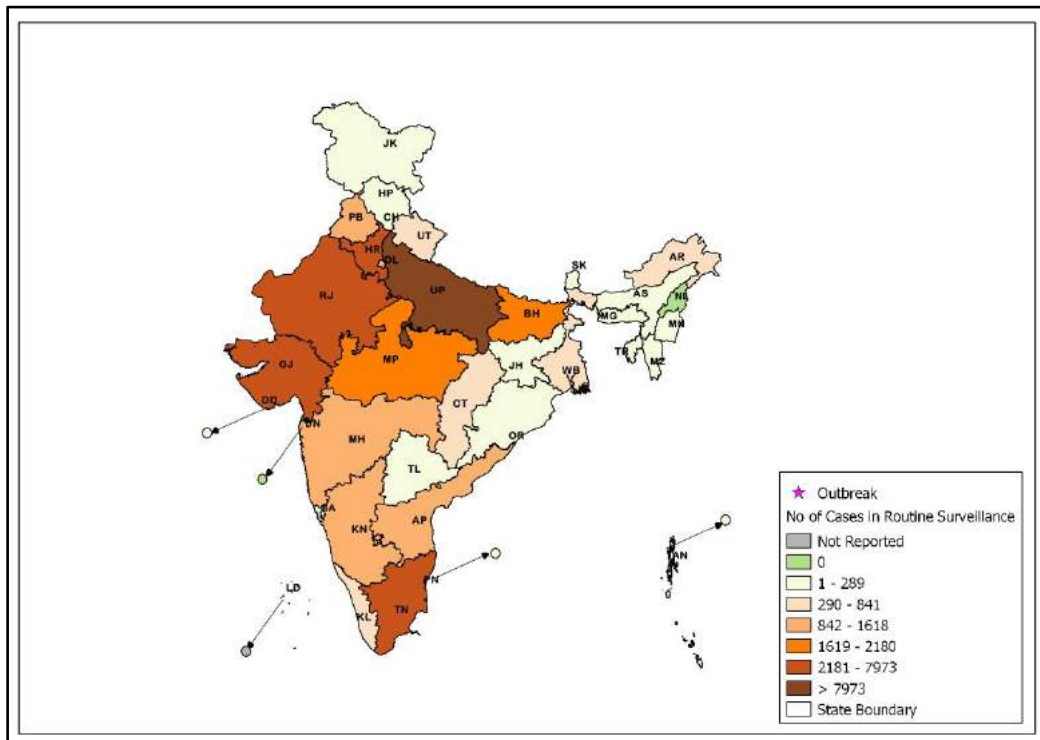 JK
HP
PB
CH
UT
HR
DL
AR
SK
RJ
UP
AS
NL
BH
MG
MN
MP
TR
GJ
JH
MZ
WB
CT
DD
DN
MH
OR
TL
GA
AP
KN
AN
PN
LD
TN
KL
Outbreak
No of Cases in Routine Surveillance
Not Reported
0
1 - 289
290 - 841
842 - 1618
1619 - 2180
2181 - 7973
> 7973
State Boundary